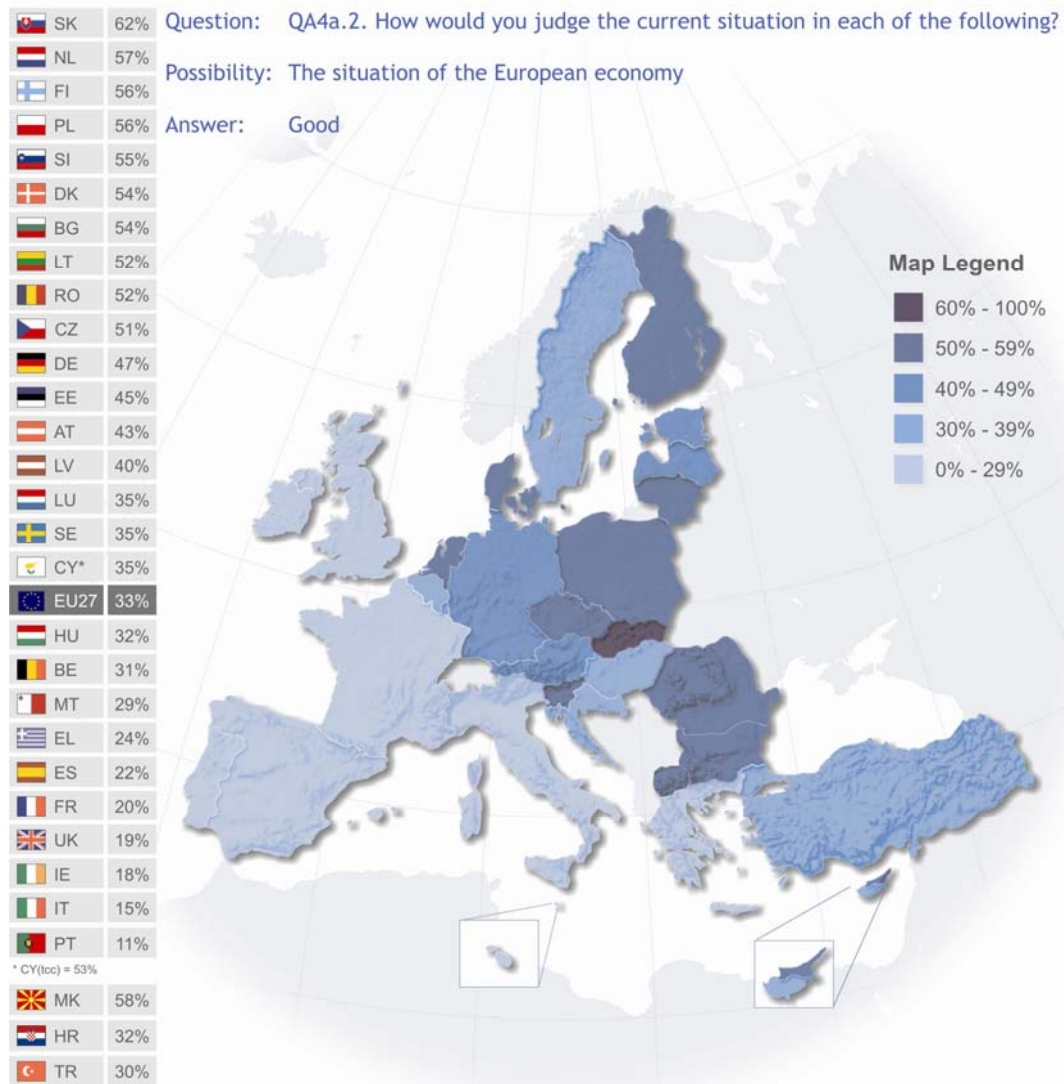 Question: QA4a.2. How would you judge the current situation in each of the following?
Possibility: The situation of the European economy
Answer: Good
SK 62%
NL 57%
FI 56%
PL 56%
SI 55%
DK 54%
BG 54%
LT 52%
RO 52%
CZ 51%
DE 47%
EE 45%
AT 43%
LV 40%
LU 35%
SE 35%
CY* 35%
EU27 33%
HU 32%
BE 31%
MT 29%
EL 24%
ES 22%
FR 20%
UK 19%
IE 18%
IT 15%
PT 11%
* CY(tcc) = 53%
MK 58%
HR 32%
TR 30%
Map Legend
60% - 100%
50% - 59%
40% - 49%
30% - 39%
0% - 29%